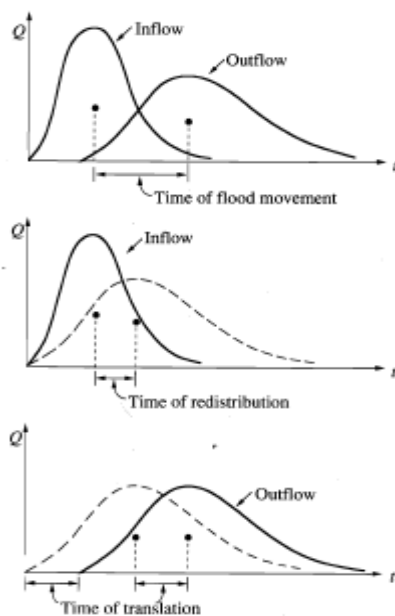 Q
Inflow
Outflow
t
Time of flood movement
Q
Inflow
t
Time of redistribution
Q
Outflow
t
Time of translation